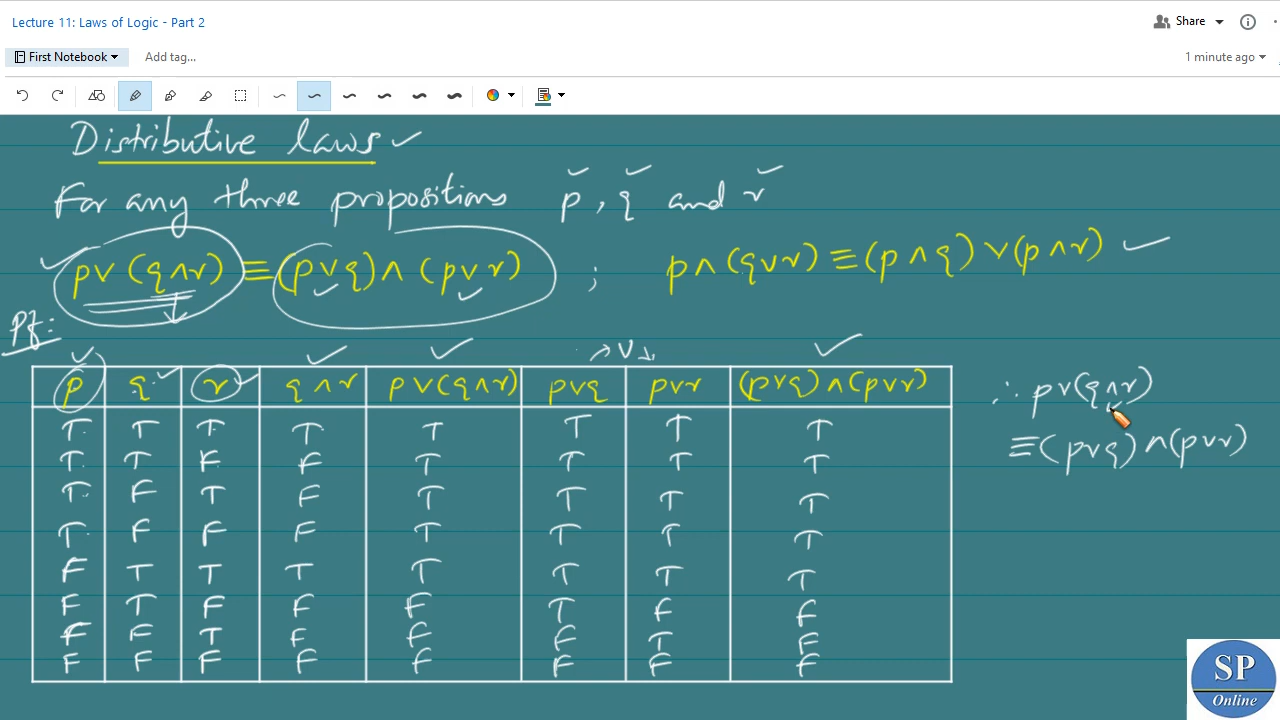 Lecture 11: Laws of Logic - Part 2
Share
First Notebook
Add tag...
1 minute ago
Distributive laws ✓
For any three propositions p, q and r
p∨(q∧r) ≡ (p∨q)∧(p∨r) ; p∧(q∨r) ≡ (p∧q)∨(p∧r) ✓
Pf:
→ V ↘
p q r q∧r p∨(q∧r) p∨q p∨r (p∨q)∧(p∨r)
T T T T T T T T
T T F F T T T T
T F T F T T T T
T F F F T T T T
F T T T T T T T
F T F F F T F F
F F T F F F T F
F F F F F F F F
∴ p∨(q∧r)
≡(p∨q)∧(p∨r)
SP
Online